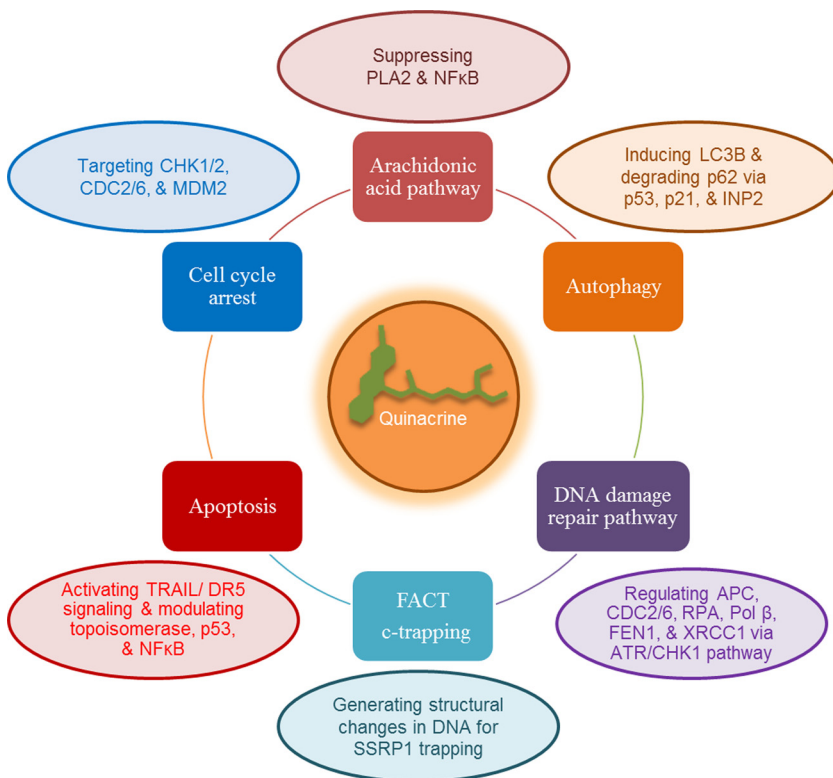 Suppressing
PLA2 & NFκB
Arachidonic
acid pathway
Inducing LC3B &
degrading p62 via
p53, p21, & INP2
Autophagy
DNA damage
repair pathway
Regulating APC,
CDC2/6, RPA, Pol β,
FEN1, & XRCC1 via
ATR/CHK1 pathway
FACT
c-trapping
Generating structural
changes in DNA for
SSRP1 trapping
Apoptosis
Activating TRAIL/ DR5
signaling & modulating
topoisomerase, p53,
& NFκB
Cell cycle
arrest
Targeting CHK1/2,
CDC2/6, & MDM2
Quinacrine